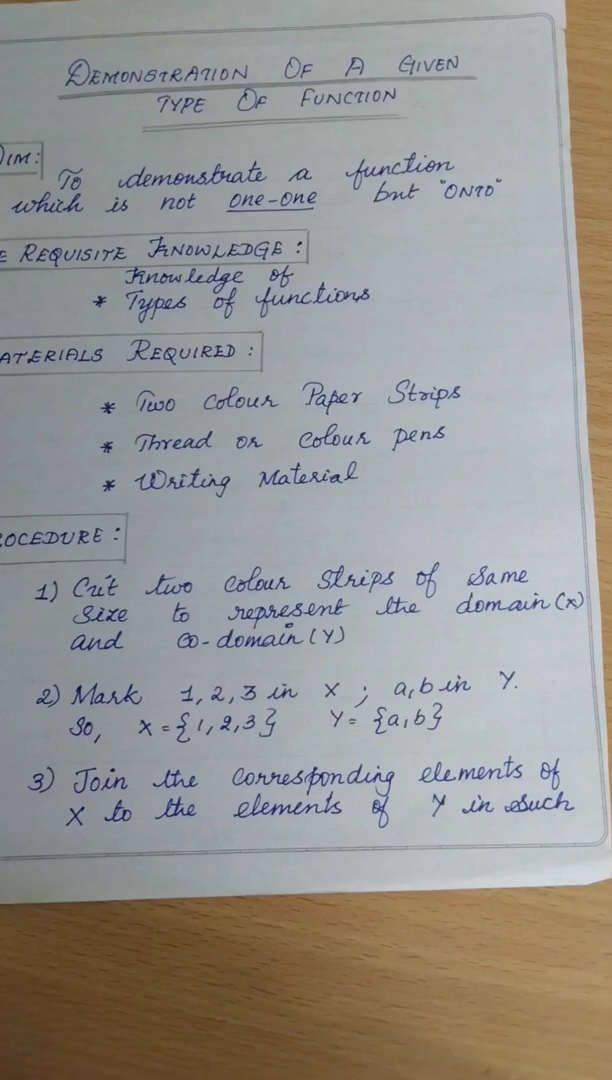 DEMONSTRATION OF A GIVEN
TYPE OF FUNCTION
AIM:
To demonstrate a function
which is not one-one but "ONTO"
E REQUISITE KNOWLEDGE:
Knowledge of
* Types of functions
ATERIALS REQUIRED:
* Two colour Paper Strips
* Thread or colour pens
* Writing Material
ROCEDURE:
1) Cut two colour strips of same
size to represent the domain (X)
and co-domain (Y)
2) Mark 1, 2, 3 in X ; a, b in Y.
So, X = {1, 2, 3} Y = {a, b}
3) Join the corresponding elements of
X to the elements of Y in such